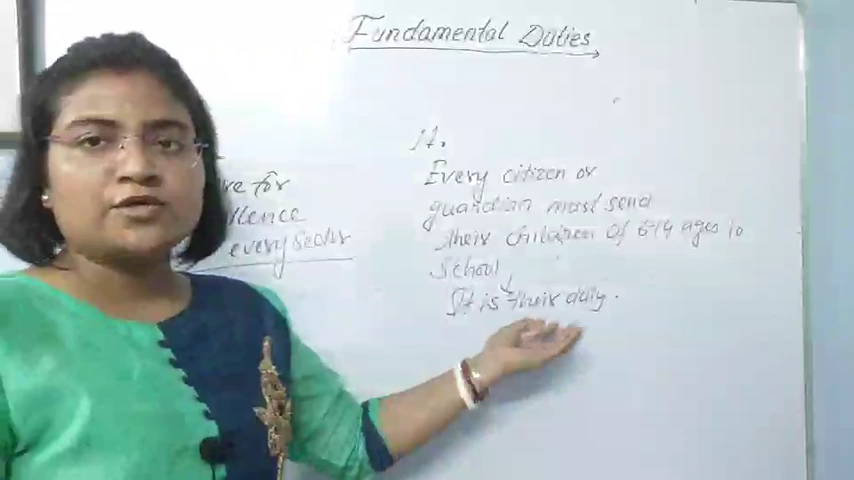 Fundamental Duties
11.
Every citizen or
guardian must send
their children of 6-14 ages to
School
It is their duty.
re for
llence
every sector